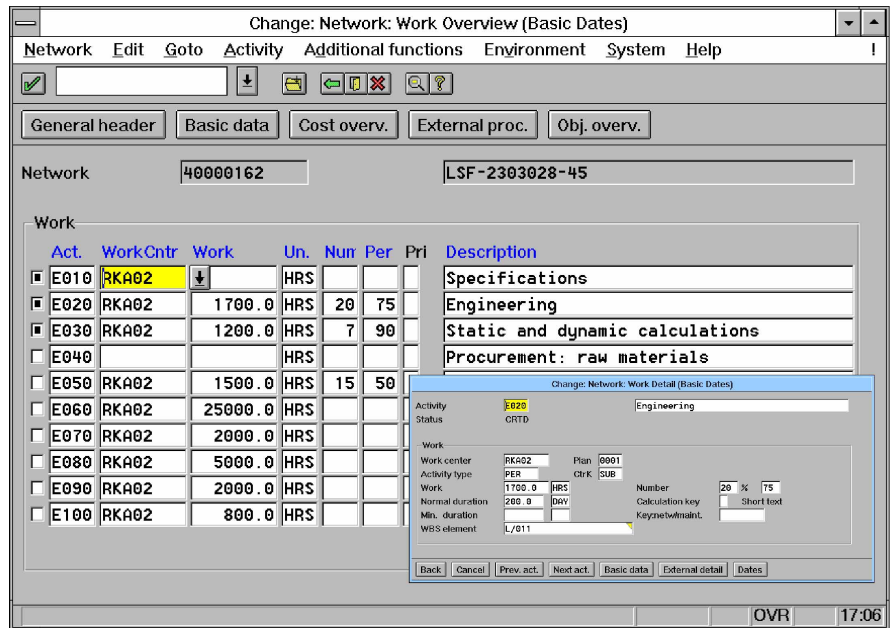 Change: Network: Work Overview (Basic Dates)
Network Edit Goto Activity Additional functions Environment System Help !
General header Basic data Cost overv. External proc. Obj. overv.
Network 40000162 LSF-2303028-45
Work
Act. WorkCntr Work Un. Num Per Pri Description
E010 RKA02 HRS Specifications
E020 RKA02 1700.0 HRS 20 75 Engineering
E030 RKA02 1200.0 HRS 7 90 Static and dynamic calculations
E040 HRS Procurement: raw materials
E050 RKA02 1500.0 HRS 15 50
E060 RKA02 25000.0 HRS
E070 RKA02 2000.0 HRS
E080 RKA02 5000.0 HRS
E090 RKA02 2000.0 HRS
E100 RKA02 800.0 HRS
Change: Network: Work Detail (Basic Dates)
Activity E020 Engineering
Status CRTD
Work
Work center RKA02 Plan 0001
Activity type PER CtrK SUB
Work 1700.0 HRS Number 20 % 75
Normal duration 200.0 DAY Calculation key Short text
Min. duration Key:netw/maint.
WBS element L/011
Back Cancel Prev. act. Next act. Basic data External detail Dates
OVR 17:06